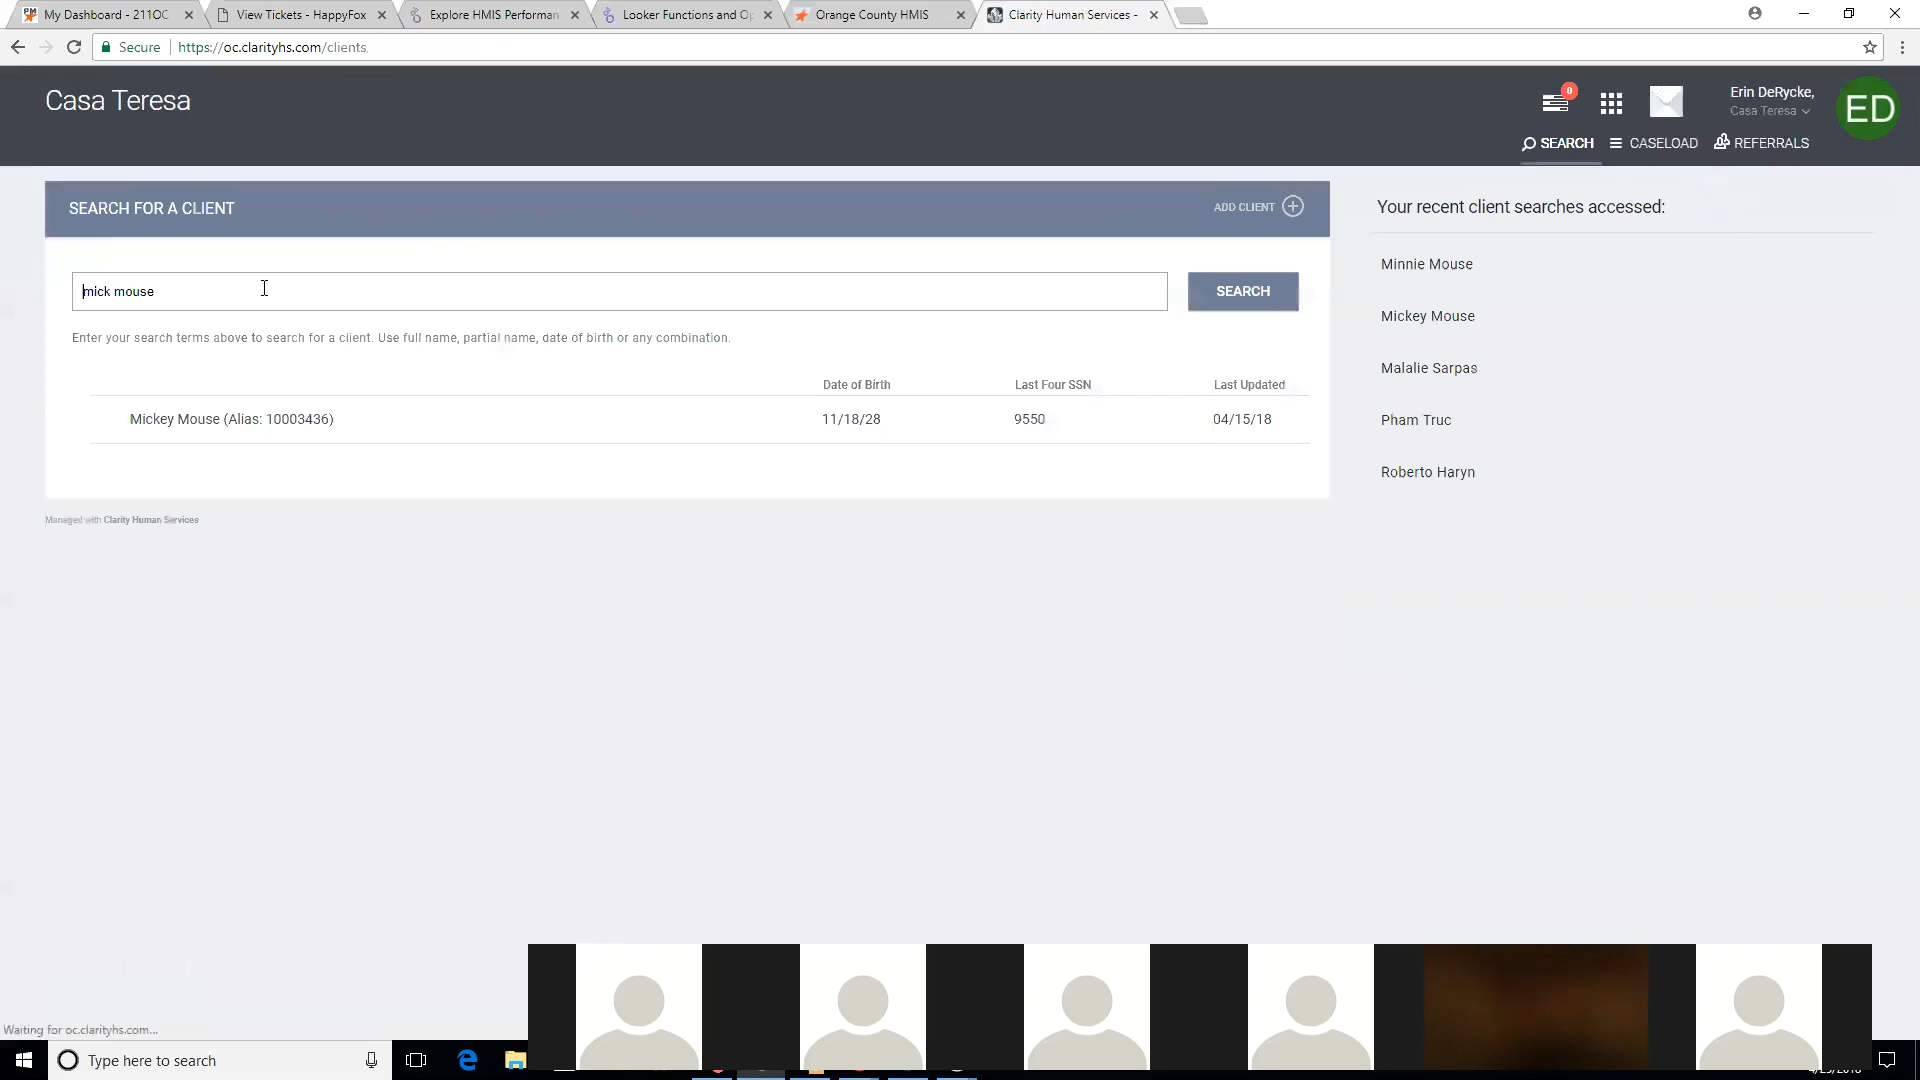 My Dashboard - 211OC
View Tickets - HappyFox
Explore HMIS Performan
Looker Functions and Op
Orange County HMIS
Clarity Human Services -
Secure
https://oc.clarityhs.com/clients
Casa Teresa
0
Erin DeRycke,
Casa Teresa
ED
SEARCH
CASELOAD
REFERRALS
SEARCH FOR A CLIENT
ADD CLIENT
mick mouse
SEARCH
Enter your search terms above to search for a client. Use full name, partial name, date of birth or any combination.
Date of Birth
Last Four SSN
Last Updated
Mickey Mouse (Alias: 10003436)
11/18/28
9550
04/15/18
Managed with Clarity Human Services
Your recent client searches accessed:
Minnie Mouse
Mickey Mouse
Malalie Sarpas
Pham Truc
Roberto Haryn
Waiting for oc.clarityhs.com...
Type here to search